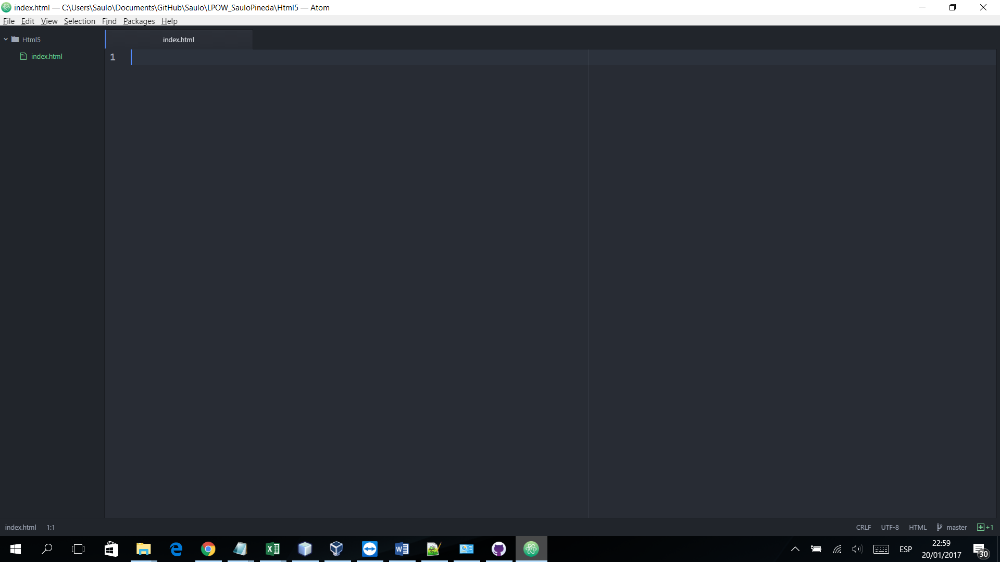 index.html — C:\Users\Saulo\Documents\GitHub\Saulo\LPOW_SauloPineda\Html5 — Atom
File Edit View Selection Find Packages Help
Html5
index.html
index.html
1
index.html 1:1
CRLF UTF-8 HTML master +1
ESP
22:59
20/01/2017
30